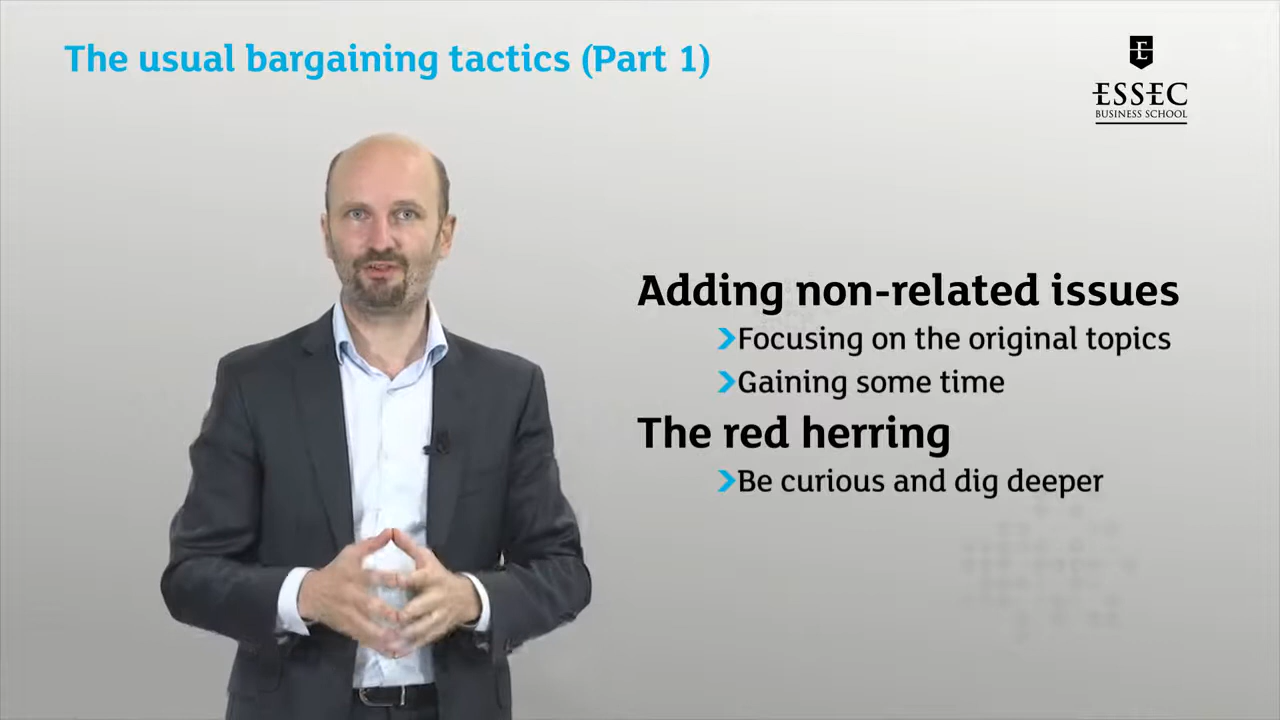 The usual bargaining tactics (Part 1)
E
ESSEC
BUSINESS SCHOOL
Adding non-related issues
Focusing on the original topics
Gaining some time
The red herring
Be curious and dig deeper